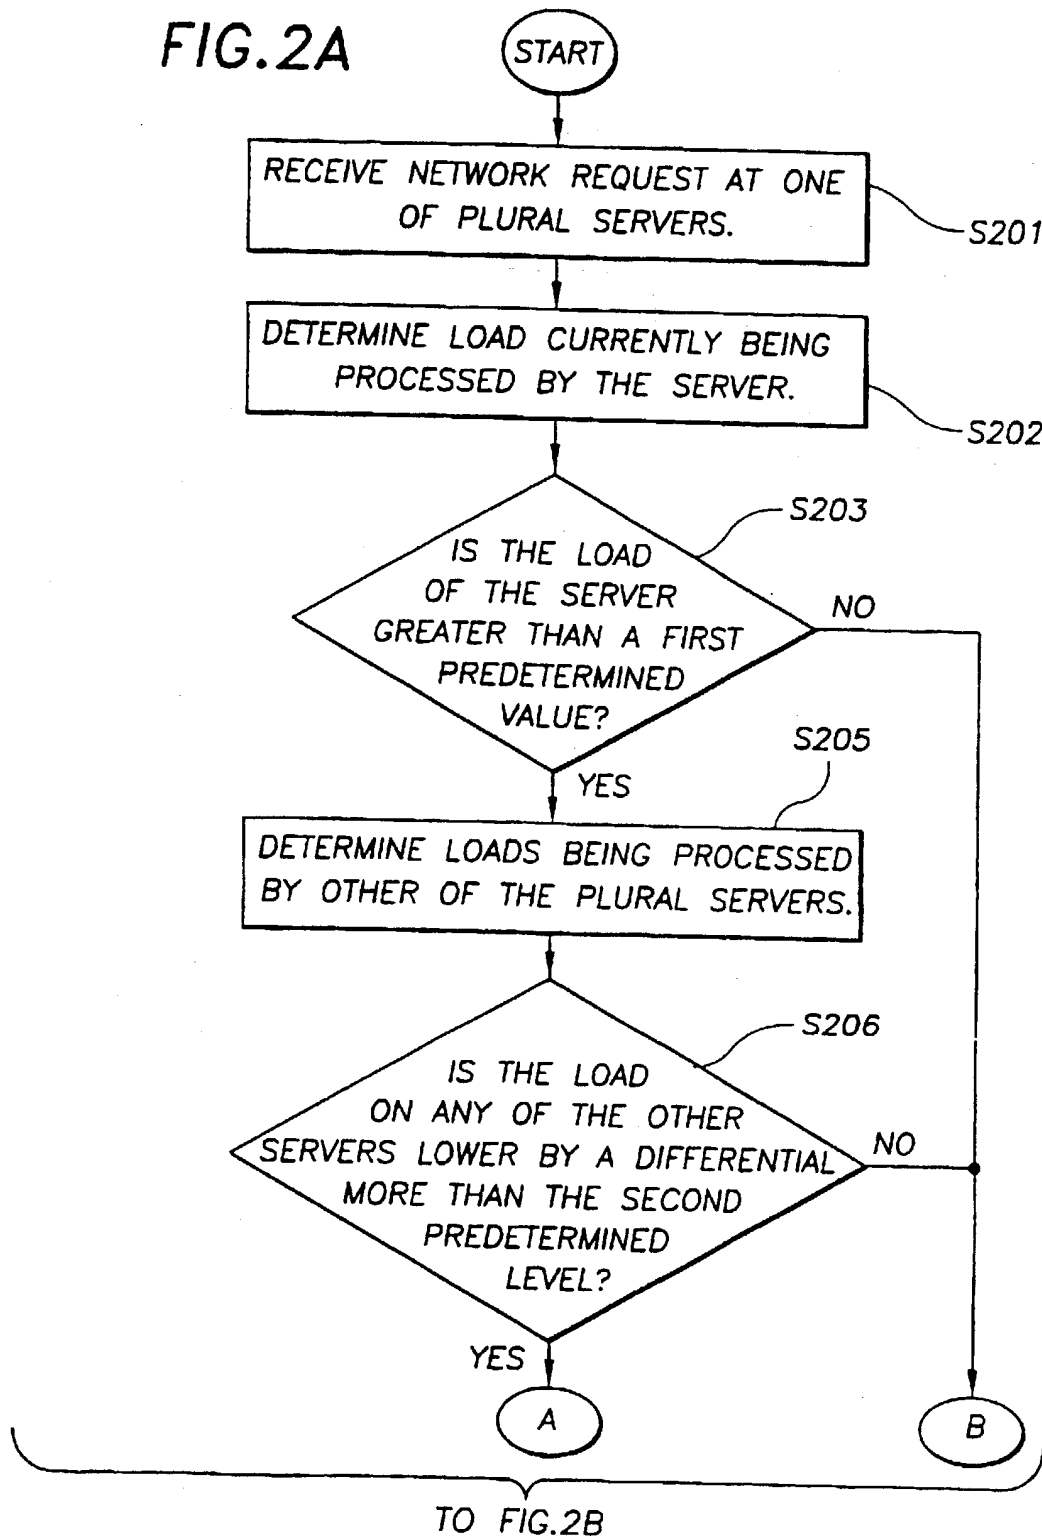 FIG.2A
START
RECEIVE NETWORK REQUEST AT ONE
OF PLURAL SERVERS.
S201
DETERMINE LOAD CURRENTLY BEING
PROCESSED BY THE SERVER.
S202
S203
IS THE LOAD
OF THE SERVER
GREATER THAN A FIRST
PREDETERMINED
VALUE?
NO
YES
S205
DETERMINE LOADS BEING PROCESSED
BY OTHER OF THE PLURAL SERVERS.
S206
IS THE LOAD
ON ANY OF THE OTHER
SERVERS LOWER BY A DIFFERENTIAL
MORE THAN THE SECOND
PREDETERMINED
LEVEL?
NO
YES
A
B
TO FIG.2B